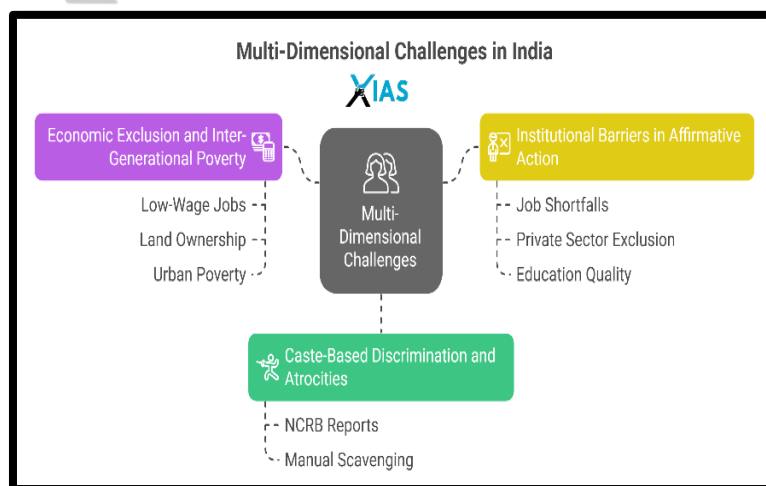 Multi-Dimensional Challenges in India
XIAS
Economic Exclusion and Inter-
Generational Poverty
Low-Wage Jobs
Land Ownership
Urban Poverty
Multi-
Dimensional
Challenges
Institutional Barriers in Affirmative
Action
Job Shortfalls
Private Sector Exclusion
Education Quality
Caste-Based Discrimination and
Atrocities
NCRB Reports
Manual Scavenging